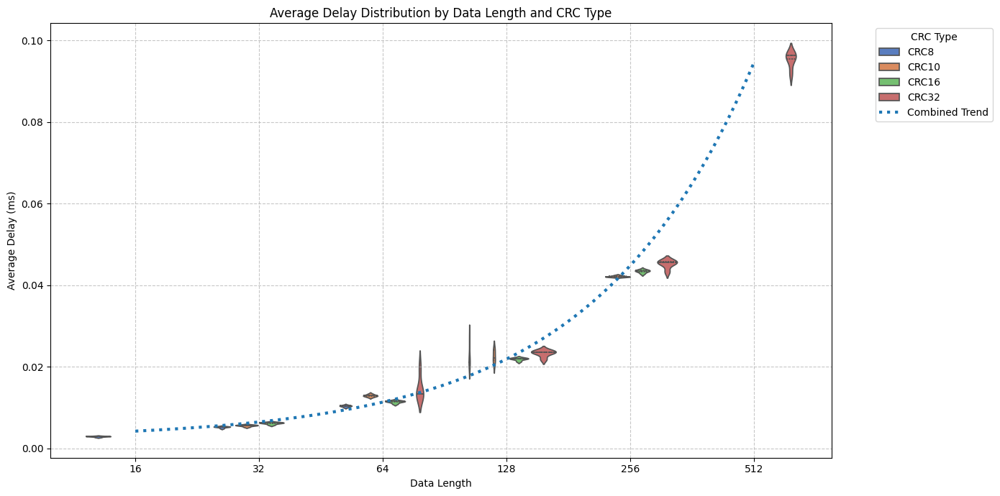 Average Delay Distribution by Data Length and CRC Type
CRC Type
CRC8
CRC10
CRC16
CRC32
Combined Trend
Average Delay (ms)
0.10
0.08
0.06
0.04
0.02
0.00
16 32 64 128 256 512
Data Length